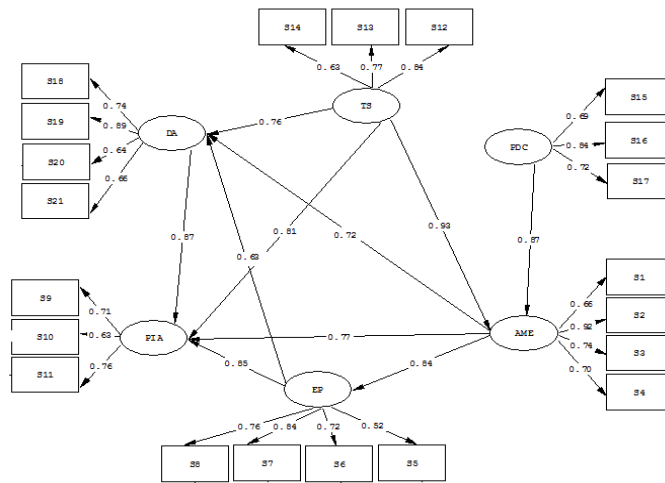 S14 S13 S12
0.63 0.77 0.84
TS
S18
S19
S20
S21
0.74
0.89
0.64
0.66
DA
0.76
PDC
0.69
0.84
0.72
S15
S16
S17
0.87
0.81
0.63
0.72
0.93
0.87
S9
S10
S11
0.71
0.63
0.76
PIA
0.77
0.85
0.84
AME
0.66
0.92
0.74
0.70
S1
S2
S3
S4
EP
0.76 0.84 0.72 0.52
S8 S7 S6 S5